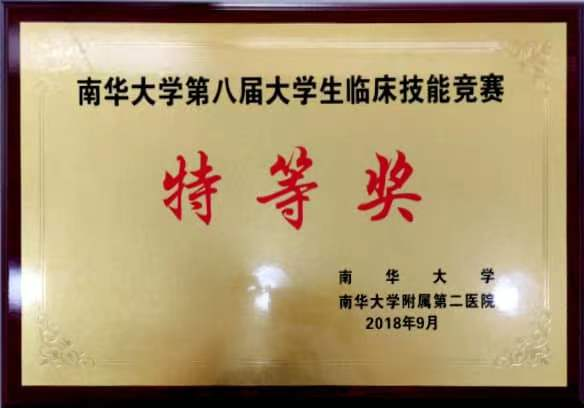 南华大学第八届大学生临床技能竞赛
特等奖
南华大学
南华大学附属第二医院
2018年9月